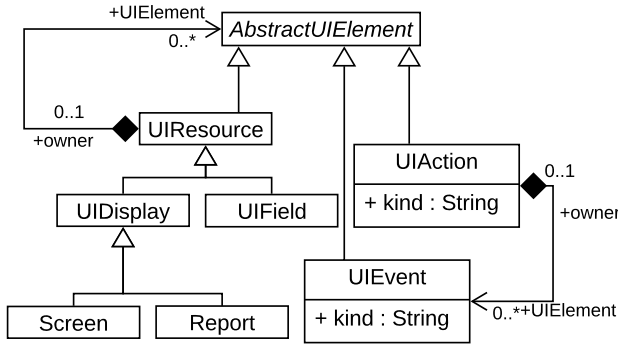 +UIElement
AbstractUIElement
0..*
0..1
+owner
UIResource
UIAction
+ kind : String
0..1
+owner
UIDisplay
UIField
UIEvent
+ kind : String
0..*
+UIElement
Screen
Report